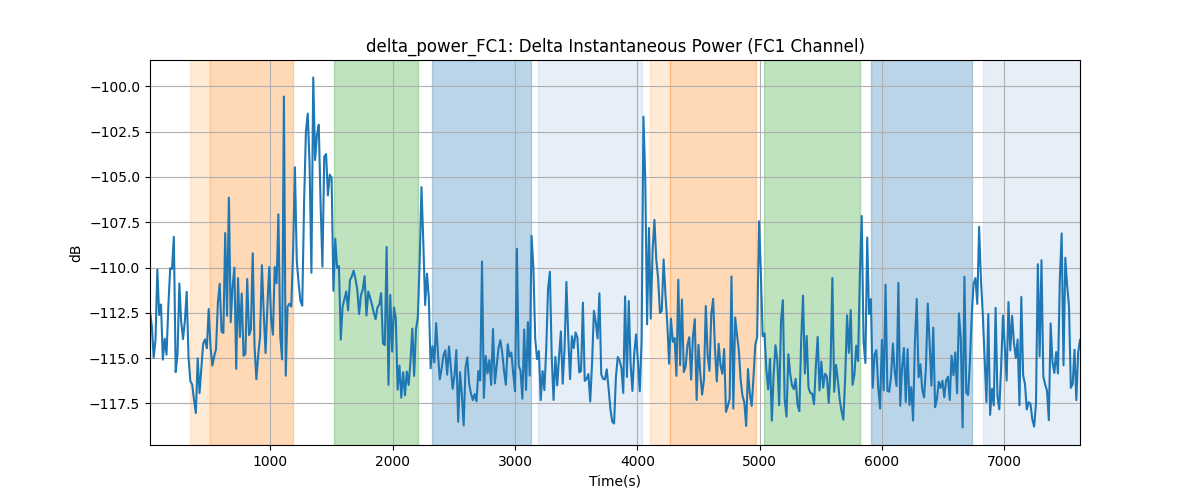 delta_power_FC1: Delta Instantaneous Power (FC1 Channel)
−100.0
−102.5
−105.0
−107.5
−110.0
−112.5
−115.0
−117.5
dB
1000 2000 3000 4000 5000 6000 7000
Time(s)